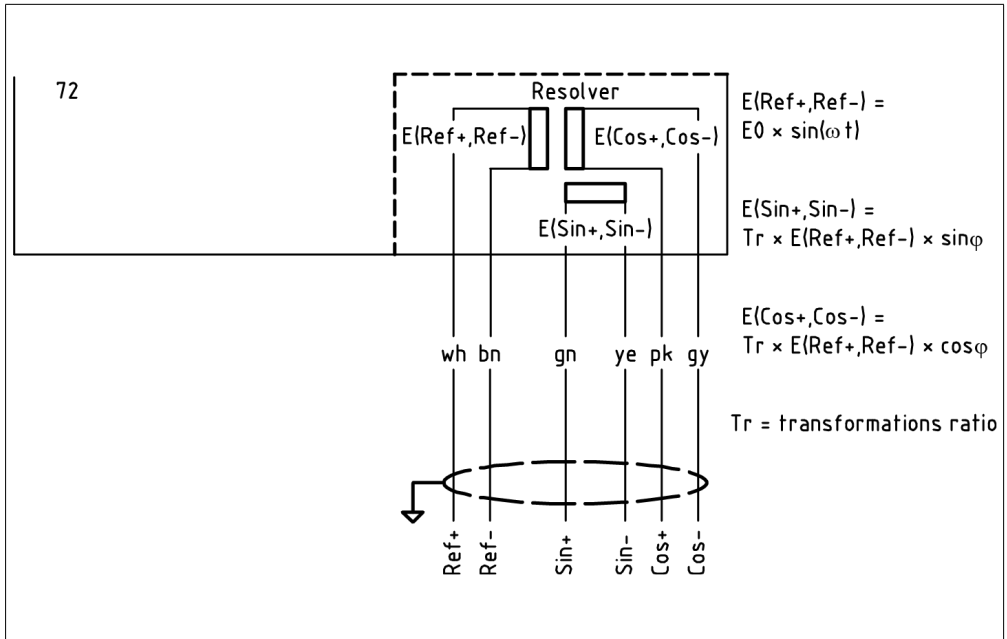 72
Resolver
E(Ref+,Ref-)
E(Cos+,Cos-)
E(Sin+,Sin-)
E(Ref+,Ref-) =
E0 × sin(ωt)
E(Sin+,Sin-) =
Tr × E(Ref+,Ref-) × sinφ
E(Cos+,Cos-) =
Tr × E(Ref+,Ref-) × cosφ
Tr = transformations ratio
wh bn gn ye pk gy
Ref+
Ref-
Sin+
Sin-
Cos+
Cos-